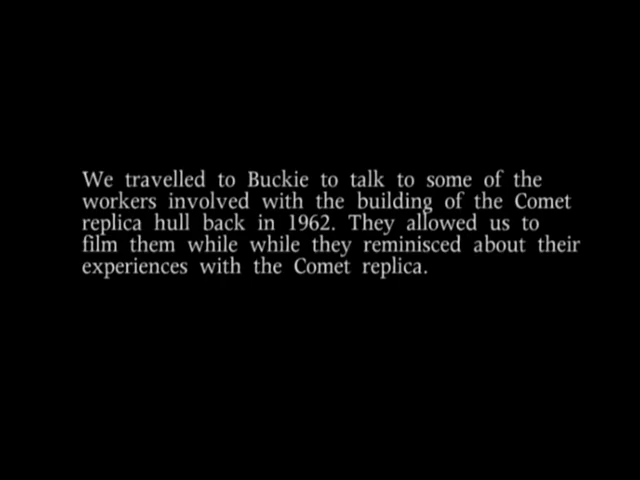 We travelled to Buckie to talk to some of the
workers involved with the building of the Comet
replica hull back in 1962. They allowed us to
film them while while they reminisced about their
experiences with the Comet replica.